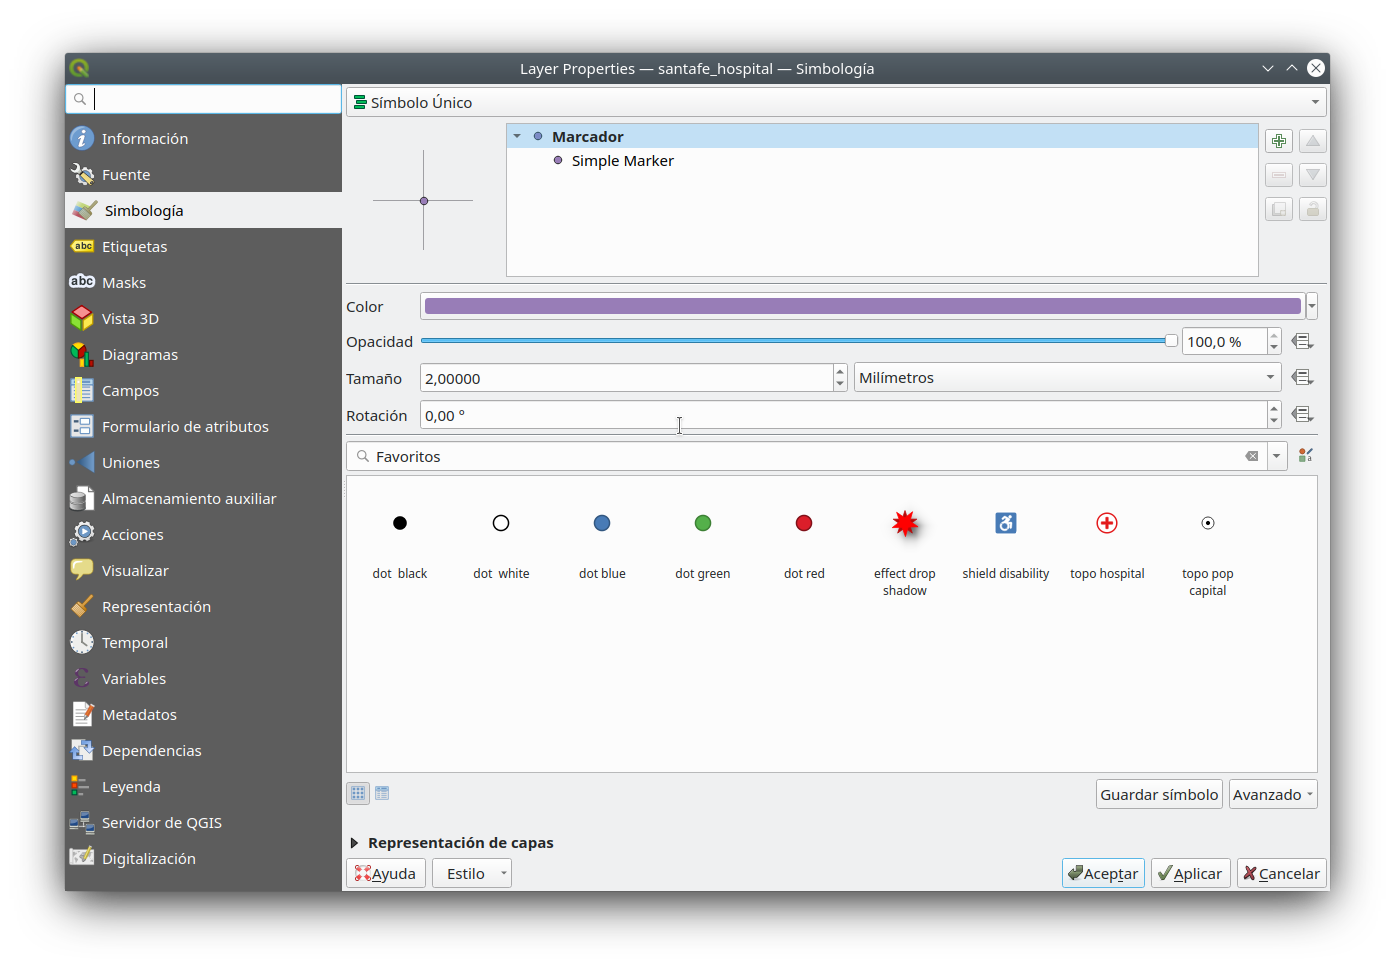 Layer Properties — santafe_hospital — Simbología
Información
Fuente
Simbología
Etiquetas
Masks
Vista 3D
Diagramas
Campos
Formulario de atributos
Uniones
Almacenamiento auxiliar
Acciones
Visualizar
Representación
Temporal
Variables
Metadatos
Dependencias
Leyenda
Servidor de QGIS
Digitalización
Símbolo Único
Marcador
Simple Marker
Color
Opacidad 100,0 %
Tamaño 2,00000 Milímetros
Rotación 0,00 °
Favoritos
dot  black
dot  white
dot blue
dot green
dot red
effect drop
shadow
shield disability
topo hospital
topo pop
capital
Guardar símbolo Avanzado
Representación de capas
Ayuda Estilo Aceptar Aplicar Cancelar